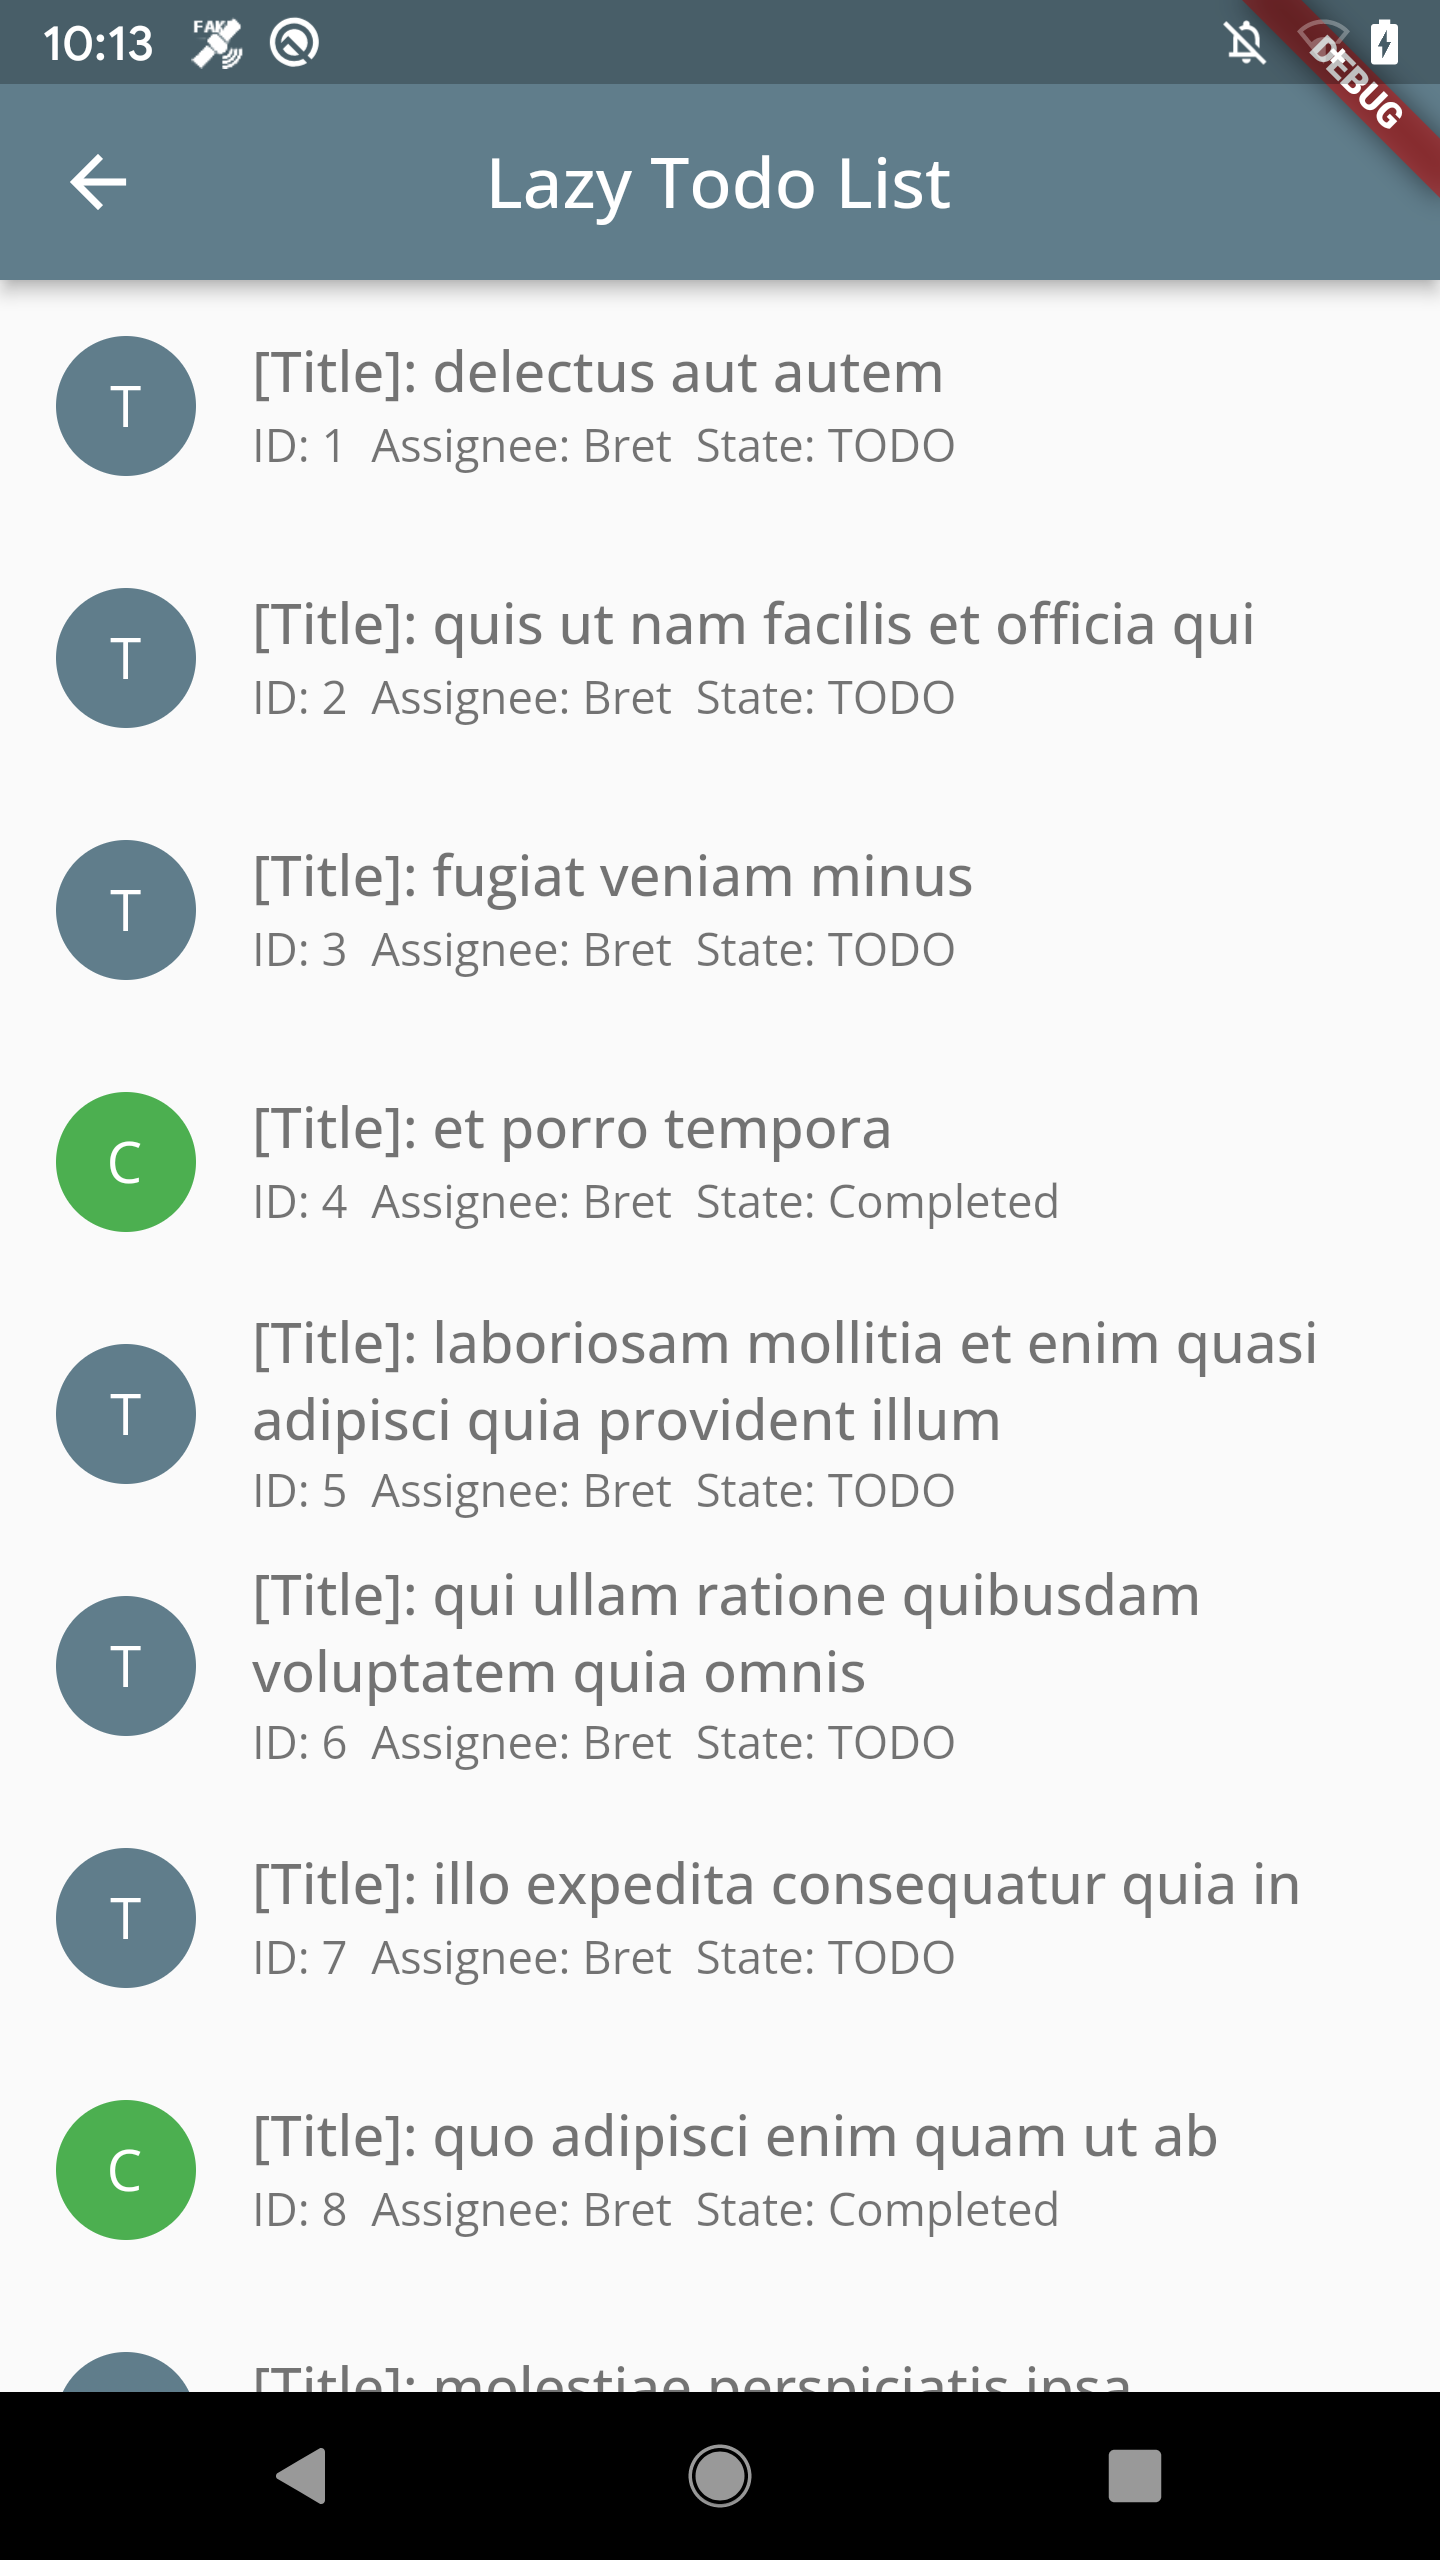 10:13
FAKE
DEBUG
Lazy Todo List
T
[Title]: delectus aut autem
ID: 1 Assignee: Bret State: TODO
T
[Title]: quis ut nam facilis et officia qui
ID: 2 Assignee: Bret State: TODO
T
[Title]: fugiat veniam minus
ID: 3 Assignee: Bret State: TODO
C
[Title]: et porro tempora
ID: 4 Assignee: Bret State: Completed
T
[Title]: laboriosam mollitia et enim quasi
adipisci quia provident illum
ID: 5 Assignee: Bret State: TODO
T
[Title]: qui ullam ratione quibusdam
voluptatem quia omnis
ID: 6 Assignee: Bret State: TODO
T
[Title]: illo expedita consequatur quia in
ID: 7 Assignee: Bret State: TODO
C
[Title]: quo adipisci enim quam ut ab
ID: 8 Assignee: Bret State: Completed
[Title]: molestiae perspiciatis ipsa